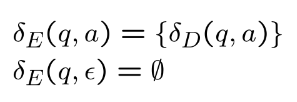 δ_E(q, a) = {δ_D(q, a)}
δ_E(q, ϵ) = ∅